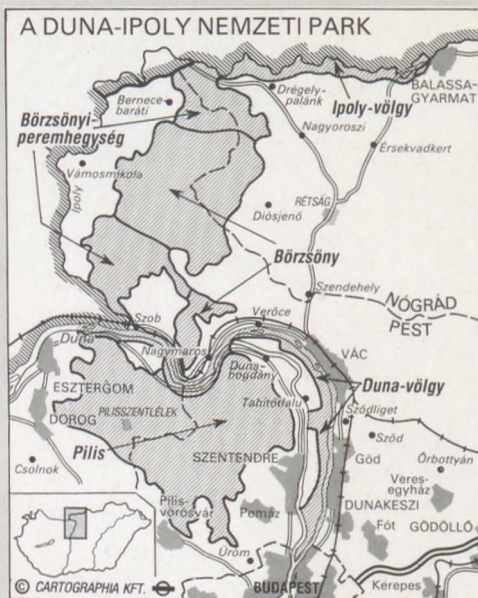 A DUNA-IPOLY NEMZETI PARK
Bernece-
baráti
Drégely-
palánk
Ipoly-völgy
BALASSA-
GYARMAT
Börzsönyi-
peremhegység
Nagyoroszi
Érsekvadkert
Vámosmikola
Ipoly
Diósjenő
RÉTSÁG
Börzsöny
Szendehely
NÓGRÁD
PEST
Szob
Verőce
Duna
Nagymaros
VÁC
Duna-
bogdány
Duna-völgy
ESZTERGOM
Tahitótfalu
DOROG
PILISSZENTLÉLEK
Sződliget
Pilis
Sződ
SZENTENDRE
Göd
Őrbottyán
Csolnok
Veres-
egyház
Pilis-
vörösvár
Pomáz
DUNAKESZI
Fót
GÖDÖLLŐ
Üröm
© CARTOGRAPHIA KFT.
BUDAPEST
Kerepes